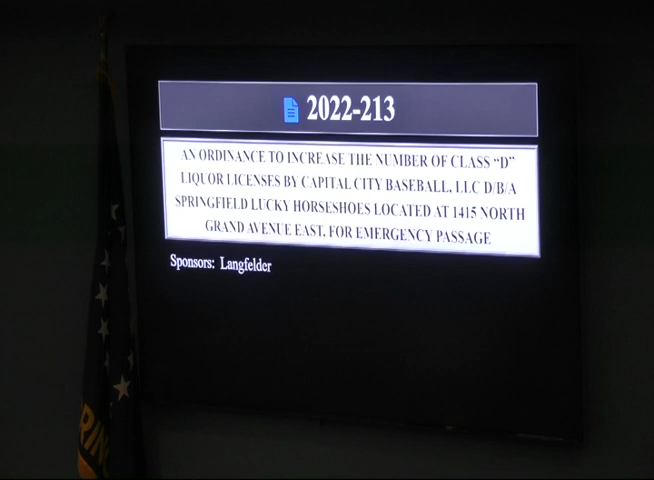 2022-213
AN ORDINANCE TO INCREASE THE NUMBER OF CLASS “D”
LIQUOR LICENSES BY CAPITAL CITY BASEBALL, LLC D/B/A
SPRINGFIELD LUCKY HORSESHOES LOCATED AT 1415 NORTH
GRAND AVENUE EAST, FOR EMERGENCY PASSAGE
Sponsors: Langfelder